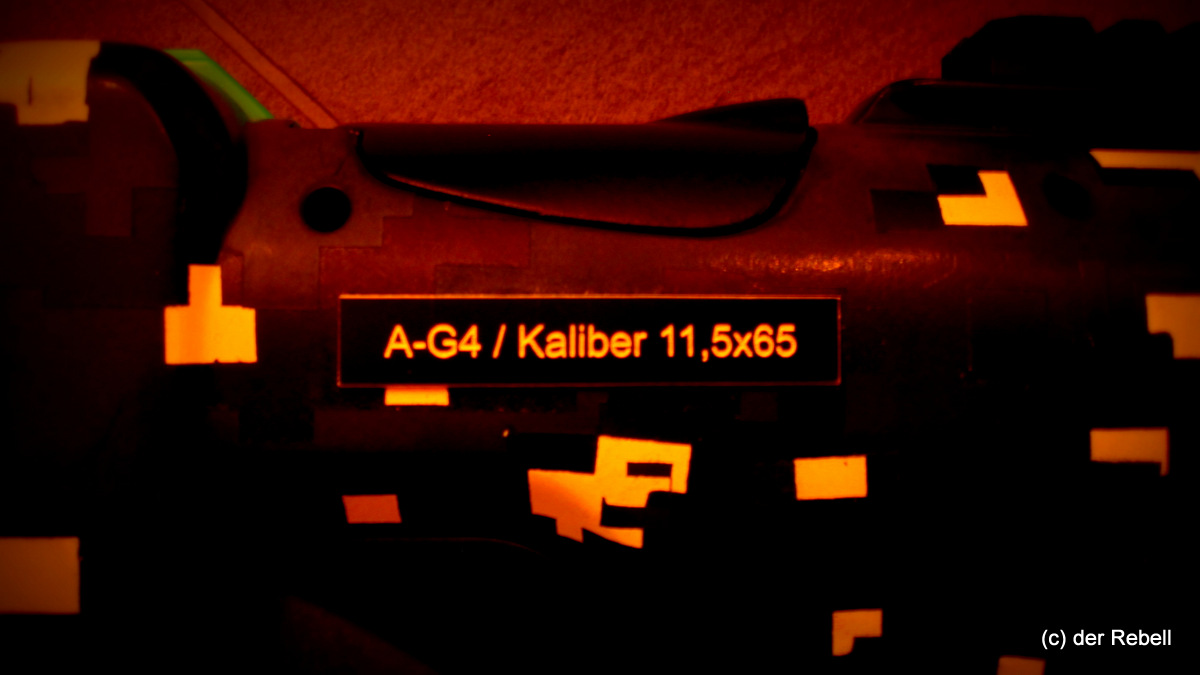 A-G4 / Kaliber 11,5x65
(c) der Rebell